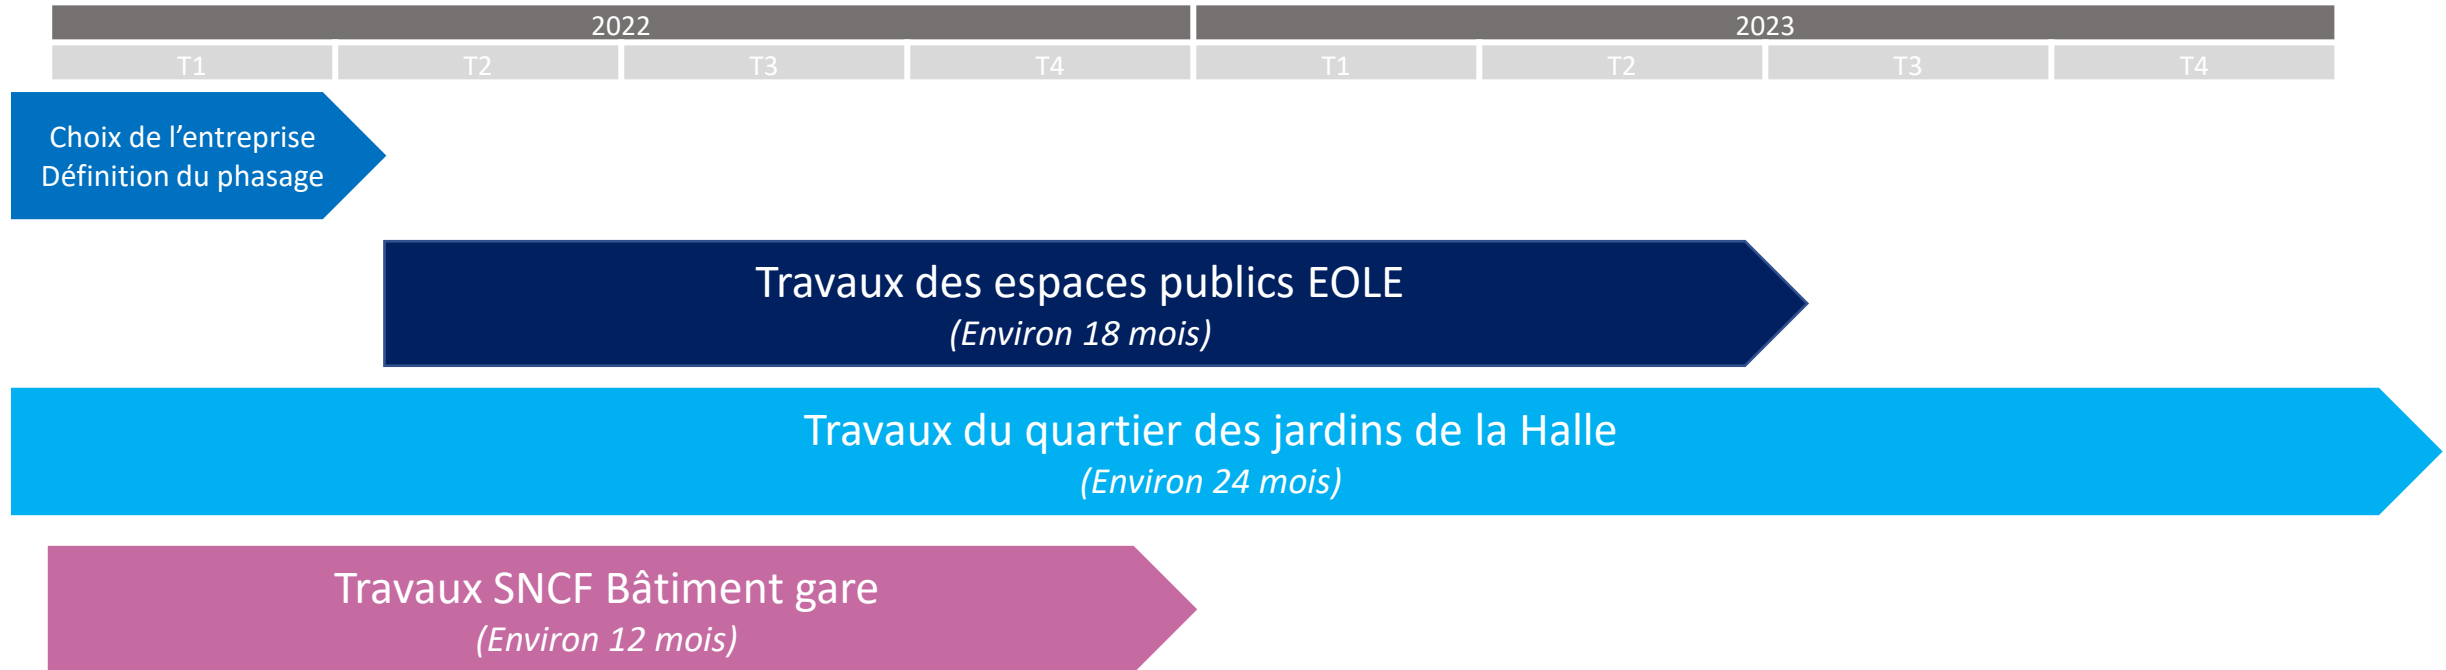 2022 2023
T1 T2 T3 T4 T1 T2 T3 T4
Choix de l’entreprise
Définition du phasage
Travaux des espaces publics EOLE
(Environ 18 mois)
Travaux du quartier des jardins de la Halle
(Environ 24 mois)
Travaux SNCF Bâtiment gare
(Environ 12 mois)